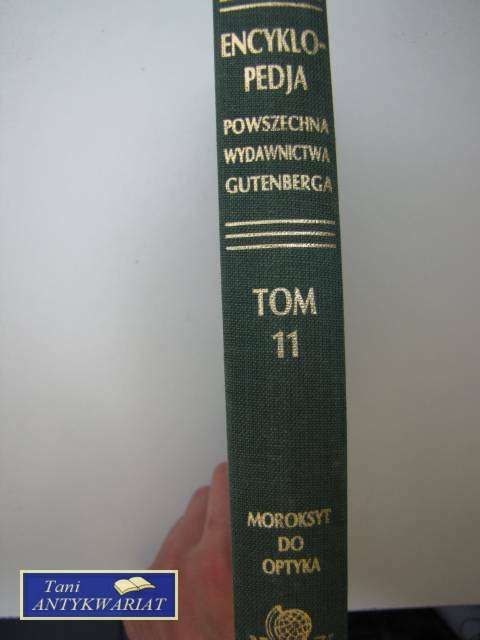 ENCYKLO-
PEDJA
POWSZECHNA
WYDAWNICTWA
GUTENBERGA
TOM
11
MOROKSYT
DO
OPTYKA
Tani
ANTYKWARIAT